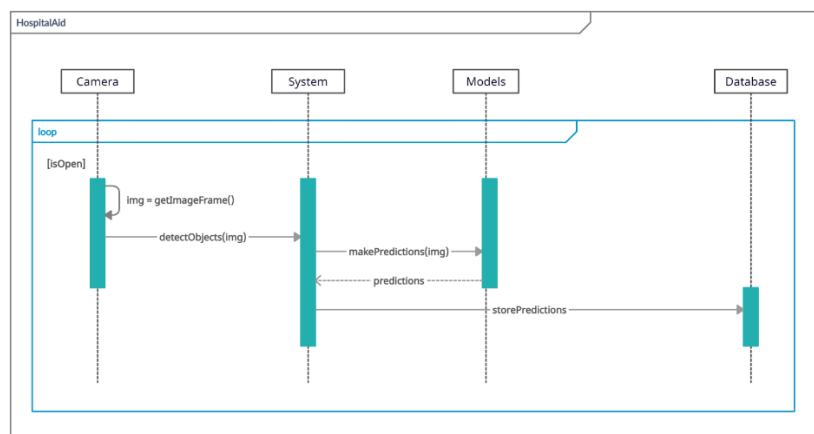 HospitalAid
Camera
System
Models
Database
loop
[isOpen]
img = getImageFrame()
detectObjects(img)
makePredictions(img)
predictions
storePredictions